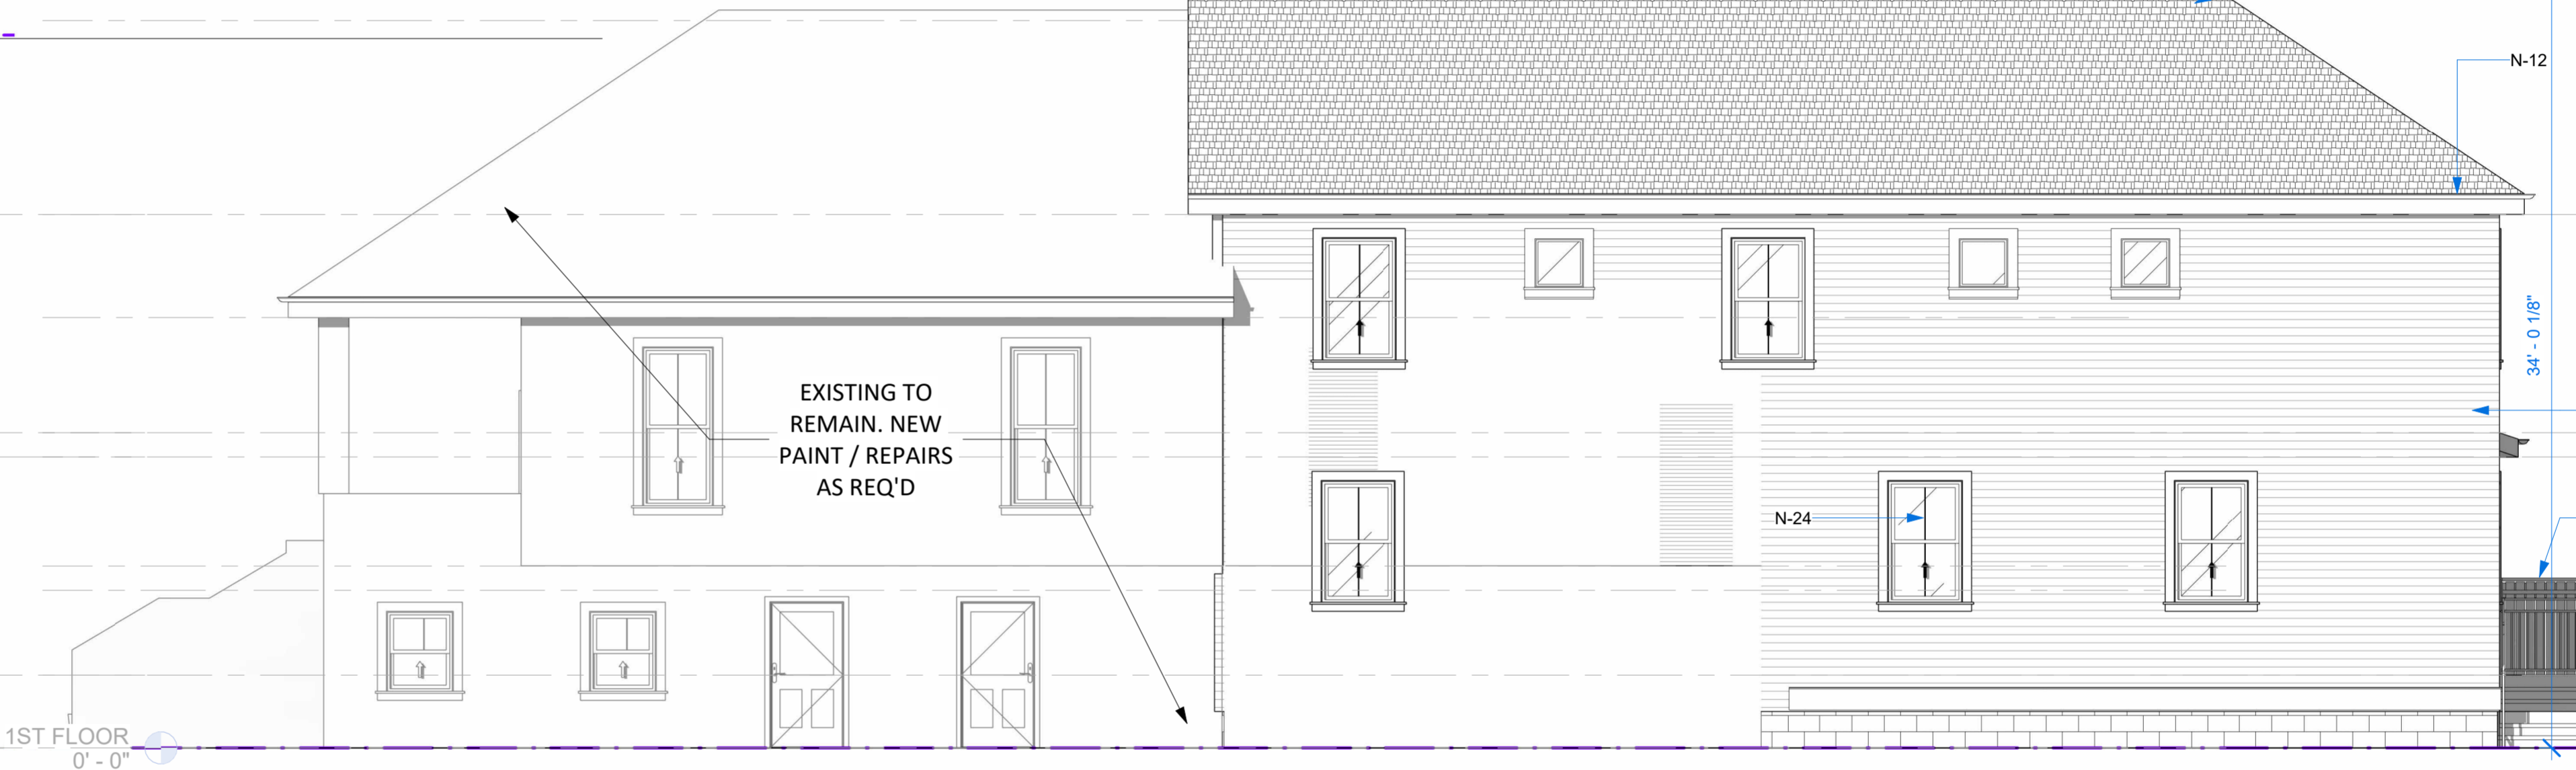 N-12
34' - 0 1/8"
EXISTING TO
REMAIN. NEW
PAINT / REPAIRS
AS REQ'D
N-24
1ST FLOOR
0' - 0"